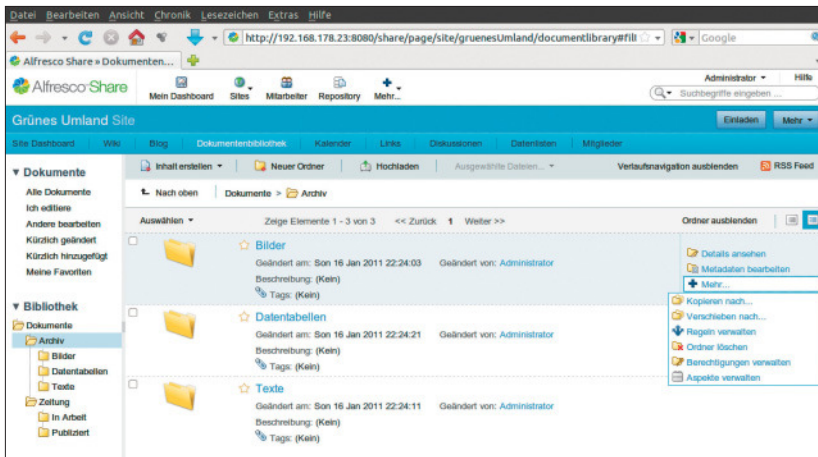 Datei Bearbeiten Ansicht Chronik Lesezeichen Extras Hilfe
http://192.168.178.23:8080/share/page/site/gruenesUmland/documentlibrary#filt
Google
Alfresco Share » Dokumenten...
Alfresco Share
Mein Dashboard Sites Mitarbeiter Repository Mehr...
Administrator Hilfe
Suchbegriffe eingeben ...
Grünes Umland Site
Einladen Mehr
Site Dashboard Wiki Blog Dokumentenbibliothek Kalender Links Diskussionen Datenlisten Mitglieder
Dokumente
Alle Dokumente
Ich editiere
Andere bearbeiten
Kürzlich geändert
Kürzlich hinzugefügt
Meine Favoriten
Bibliothek
Dokumente
Archiv
Bilder
Datentabellen
Texte
Zeitung
In Arbeit
Publiziert
Inhalt erstellen Neuer Ordner Hochladen Ausgewählte Dateien... Verlaufsnavigation ausblenden RSS Feed
Nach oben Dokumente > Archiv
Auswählen Zeige Elemente 1 - 3 von 3 << Zurück 1 Weiter >> Ordner ausblenden
Bilder
Geändert am: Son 16 Jan 2011 22:24:03 Geändert von: Administrator
Beschreibung: (Kein)
Tags: (Kein)
Details ansehen
Metadaten bearbeiten
Mehr...
Kopieren nach...
Verschieben nach...
Regeln verwalten
Ordner löschen
Berechtigungen verwalten
Aspekte verwalten
Datentabellen
Geändert am: Son 16 Jan 2011 22:24:21 Geändert von: Administrator
Beschreibung: (Kein)
Tags: (Kein)
Texte
Geändert am: Son 16 Jan 2011 22:24:11 Geändert von: Administrator
Beschreibung: (Kein)
Tags: (Kein)